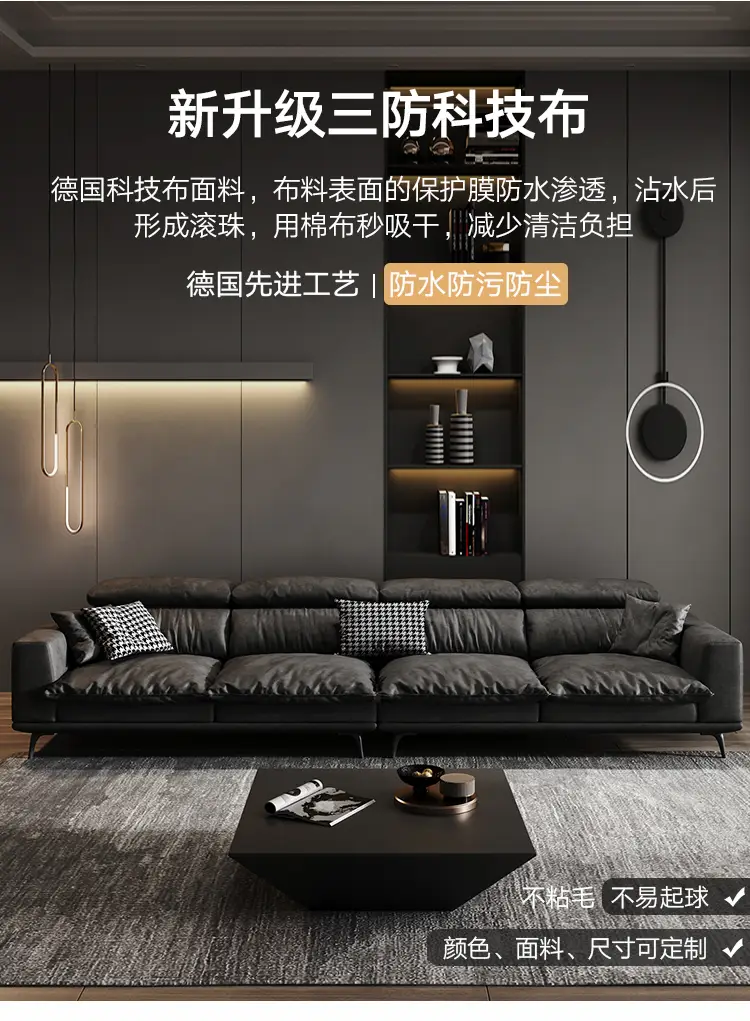 新升级三防科技布
德国科技布面料，布料表面的保护膜防水渗透，沾水后
形成滚珠，用棉布秒吸干，减少清洁负担
德国先进工艺 | 防水防污防尘
不粘毛 不易起球 ✓
颜色、面料、尺寸可定制 ✓